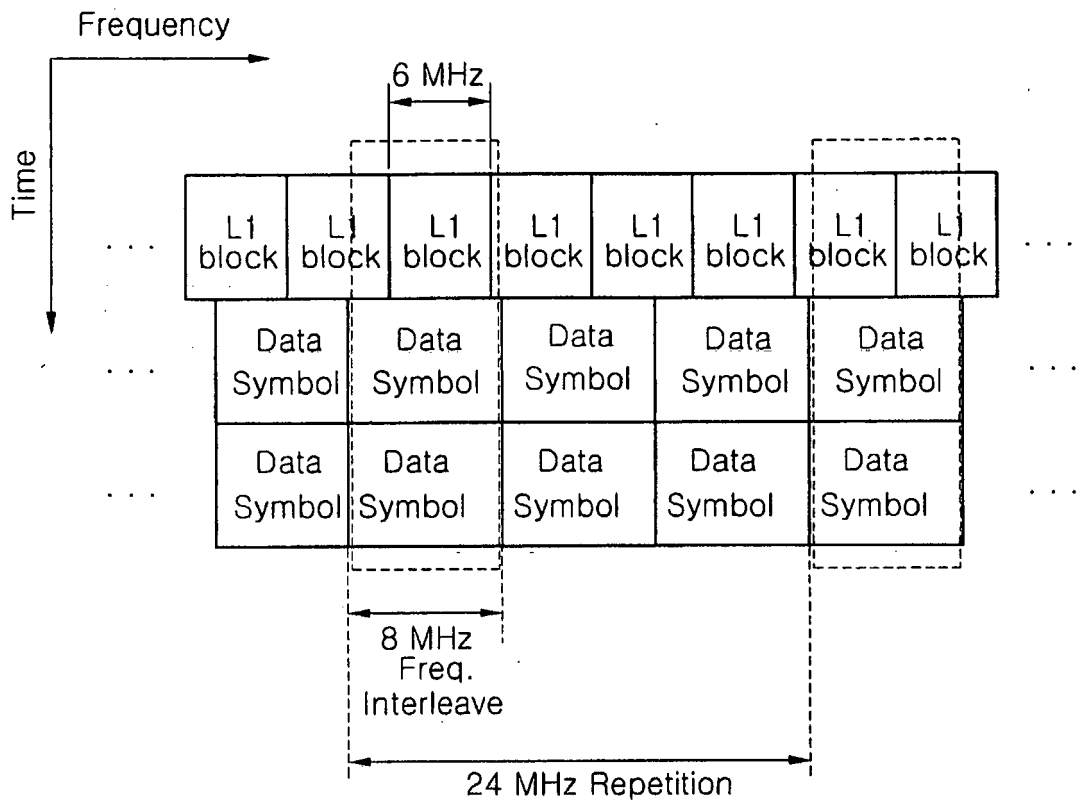 Frequency
Time
6 MHz
L1 block L1 block L1 block L1 block L1 block L1 block L1 block L1 block
Data Symbol Data Symbol Data Symbol Data Symbol Data Symbol
Data Symbol Data Symbol Data Symbol Data Symbol Data Symbol
8 MHz
Freq.
Interleave
24 MHz Repetition